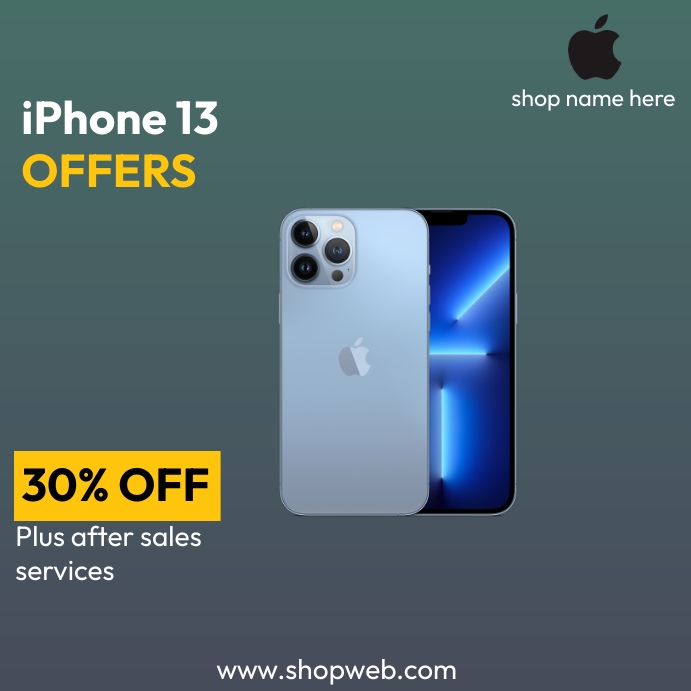 shop name here
iPhone 13
OFFERS
30% OFF
Plus after sales
services
www.shopweb.com